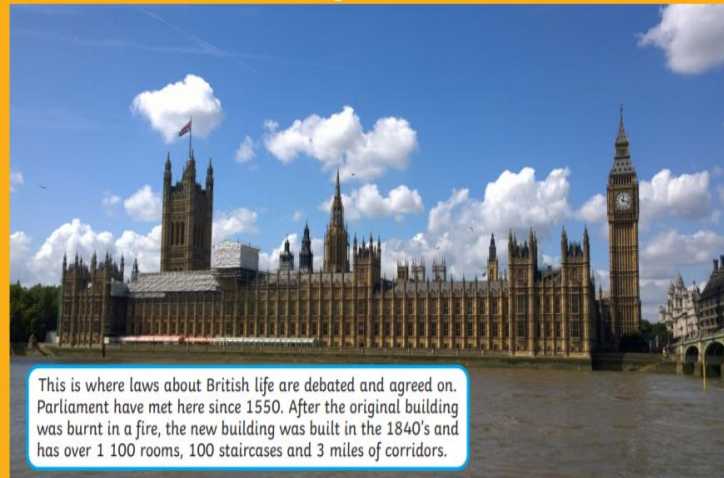 This is where laws about British life are debated and agreed on.
Parliament have met here since 1550. After the original building
was burnt in a fire, the new building was built in the 1840's and
has over 1 100 rooms, 100 staircases and 3 miles of corridors.